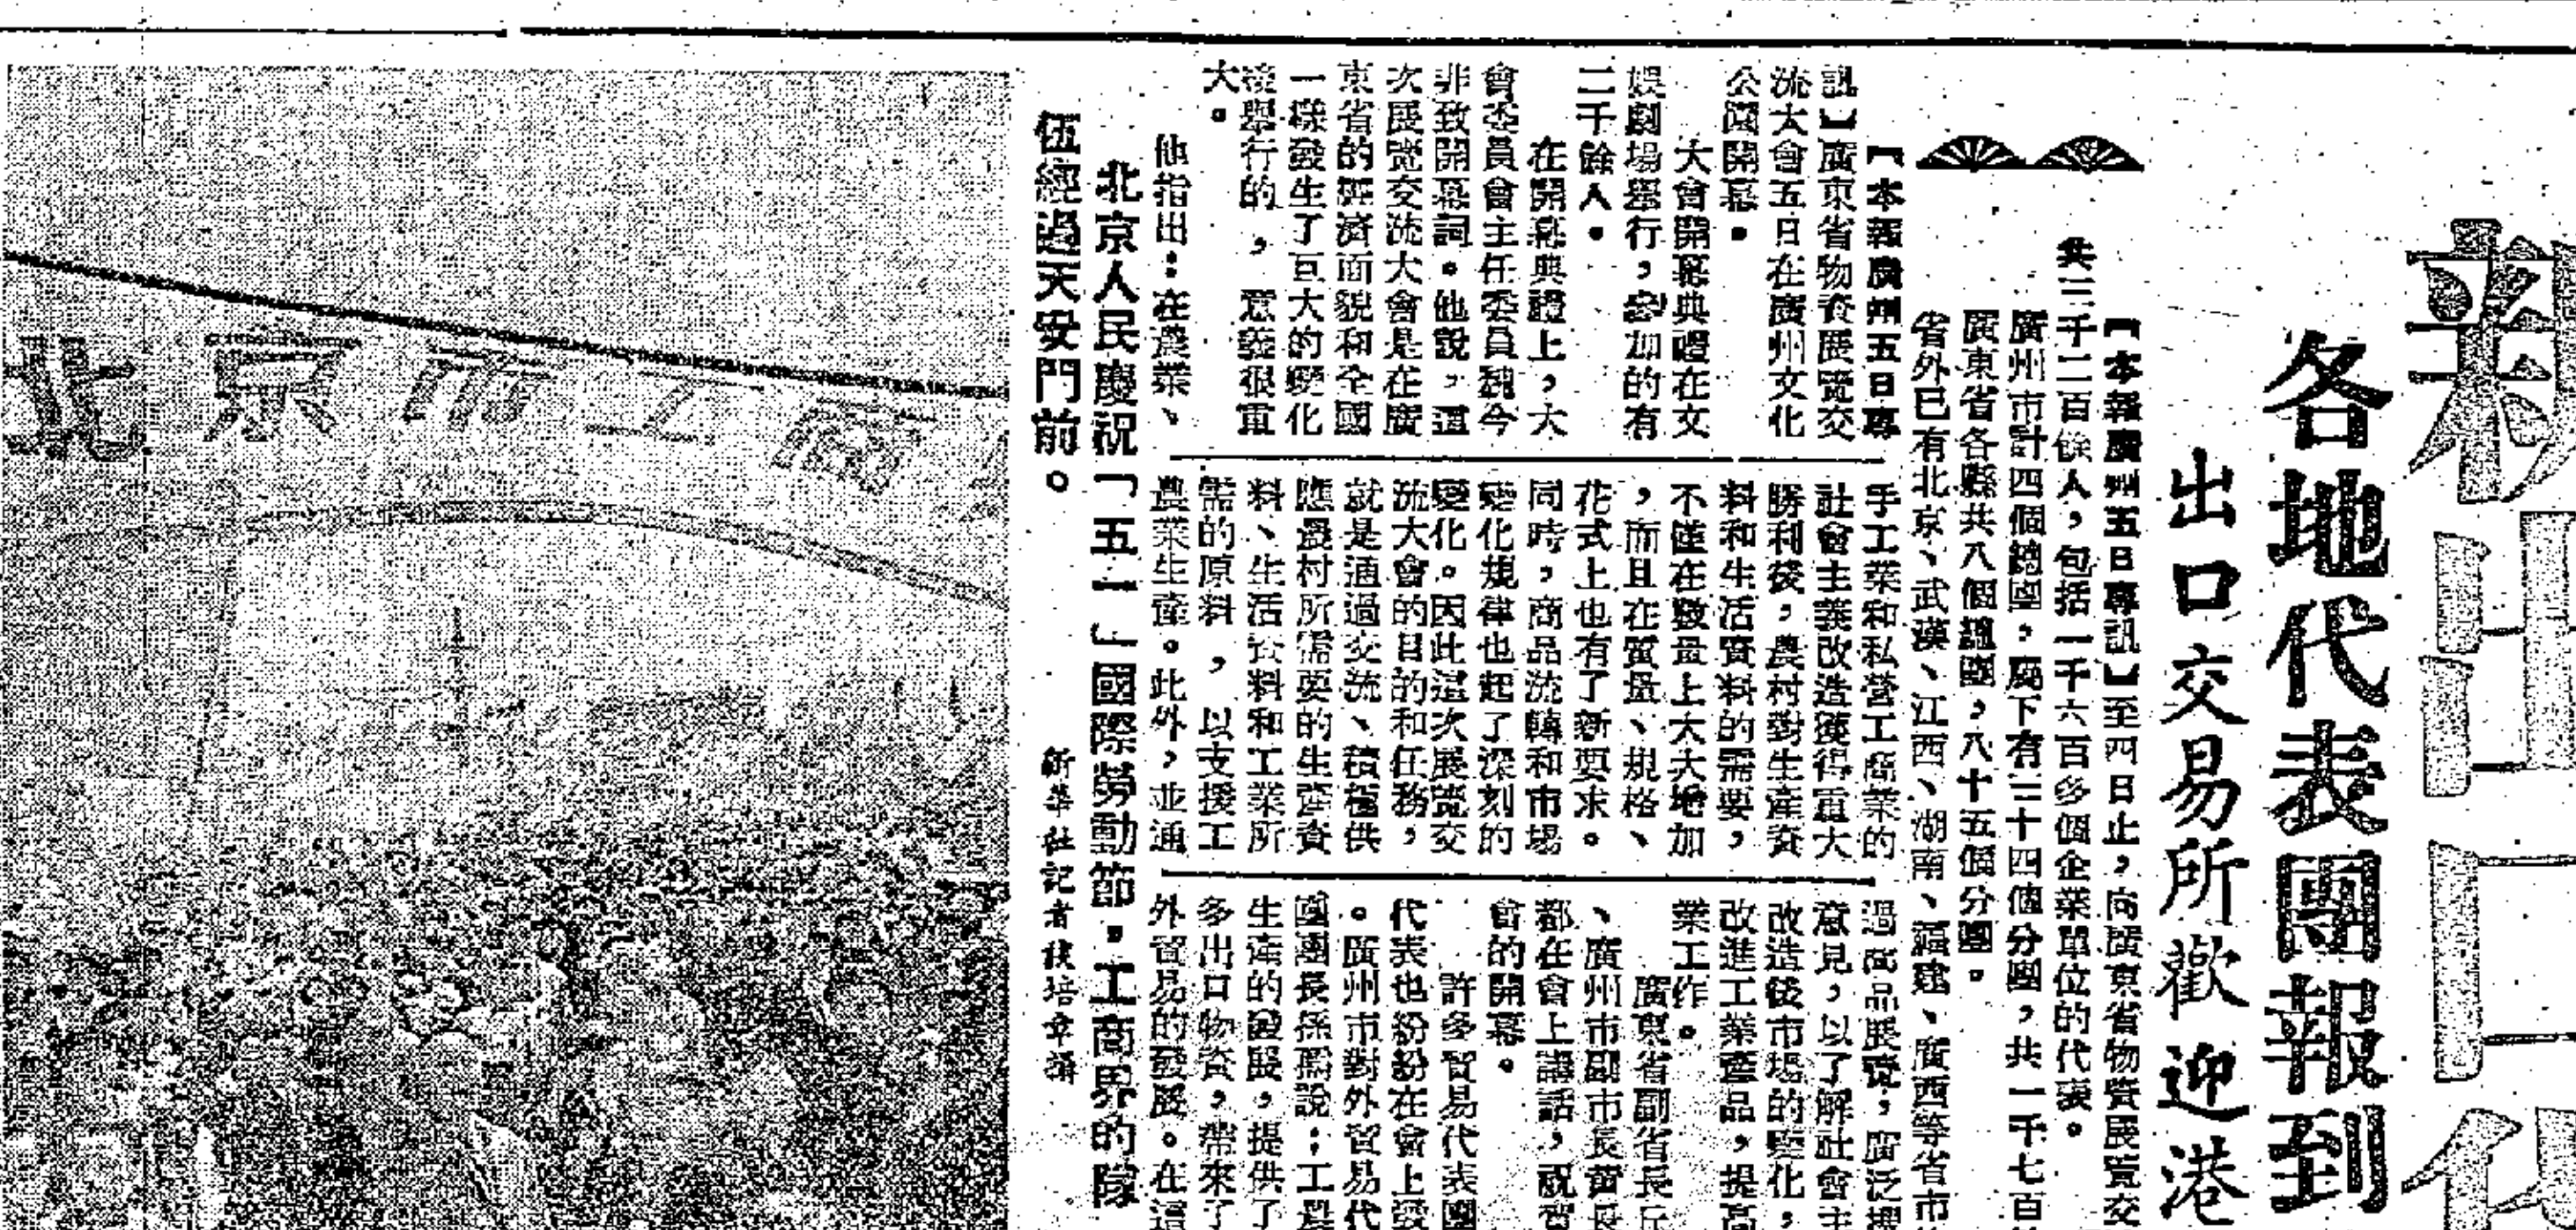 各地代表團報到
出口交易所歡迎港
【本報廣州五日專訊】至四日止，向廣東省物資展覽交
共三千二百餘人，包括一千六百多個企業單位的代表。
廣州市計四個總團，屬下有三十四個分團，共一千七百
廣東省各縣共八個總團，八十五個分團。
省外已有北京、武漢、江西、湖南、福建、廣西等省市
【本報廣州五日專
訊】廣東省物資展覽交
流大會五日在廣州文化
公園開幕。
大會開幕典禮在文
娛劇場舉行，參加的有
二千餘人。
在開幕典禮上，大
會委員會主任委員魏今
非致開幕詞。他說，這
次展覽交流大會是在廣
東省的經濟面貌和全國
一樣發生了巨大的變化
後舉行的，意義很重
大。
他指出：在農業、
手工業和私營工商業的
社會主義改造獲得重大
勝利後，農村對生產資
料和生活資料的需要，
不僅在數量上大大增加
，而且在質量、規格、
花式上也有了新要求。
同時，商品流轉和市場
變化規律也起了深刻的
變化。因此這次展覽交
流大會的目的和任務，
就是通過交流、積極供
應農村所需要的生產資
料、生活資料和工業所
需的原料，以支援工
農業生產。此外，並通
過商品展覽，廣泛
意見，以了解社會主
改造後市場的變化，
改進工業產品，提高
業工作。
廣東省副省長
、廣州市副市長黃長
都在會上講話，祝賀
會的開幕。
許多貿易代表團
代表也紛紛在會上發
。廣州市對外貿易代
團團長孫孺說：工農
生產的發展，提供了
多出口物資，帶來了
外貿易的發展。在這
北京人民慶祝「五一」國際勞動節，工商界的隊
伍經過天安門前。
新華社記者 培章攝
北京市工商